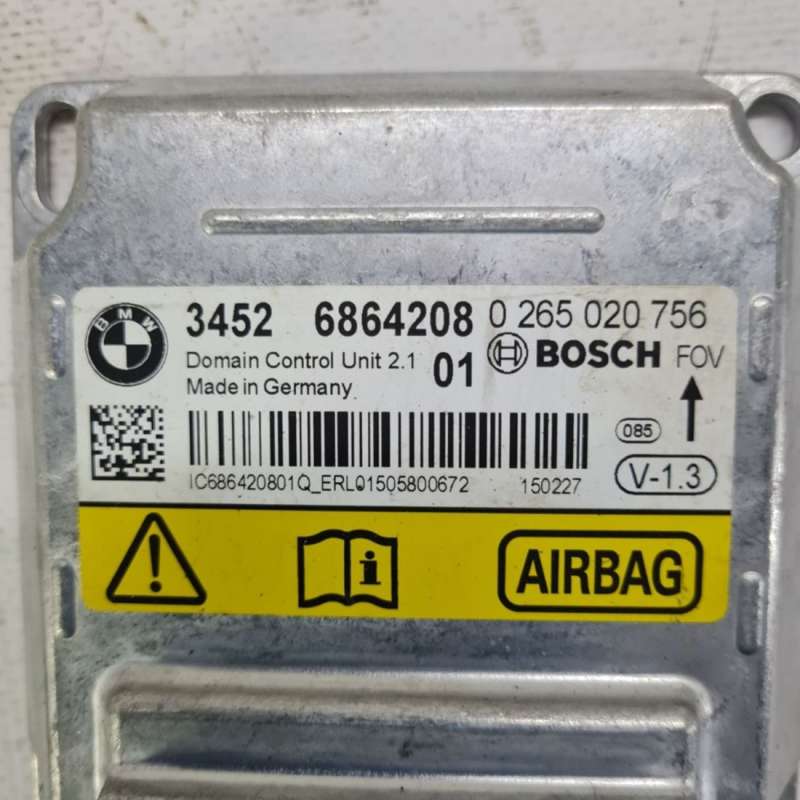 BMW
3452 6864208 0 265 020 756
Domain Control Unit 2.1 01 BOSCH FOV
Made in Germany
085
IC686420801Q_ERL01505800672 150227 V-1.3
i
AIRBAG